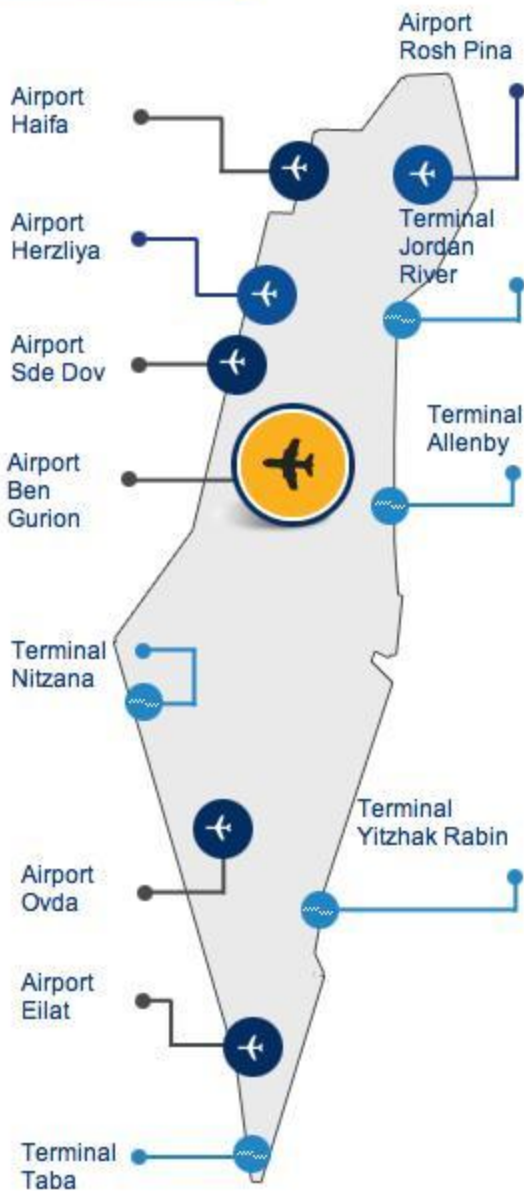 Airport
Rosh Pina
Airport
Haifa
Airport
Herzliya
Terminal
Jordan
River
Airport
Sde Dov
Terminal
Allenby
Airport
Ben
Gurion
Terminal
Nitzana
Terminal
Yitzhak Rabin
Airport
Ovda
Airport
Eilat
Terminal
Taba